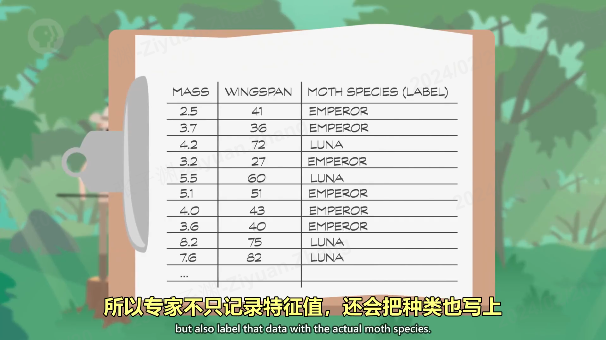 MASS WINGSPAN MOTH SPECIES (LABEL)
2.5 41 EMPEROR
3.7 36 EMPEROR
4.2 72 LUNA
3.2 27 EMPEROR
5.5 60 LUNA
5.1 51 EMPEROR
4.0 43 EMPEROR
3.6 40 EMPEROR
8.2 75 LUNA
7.6 82 LUNA
...
所以专家不只记录特征值，还会把种类也写上
but also label that data with the actual moth species.